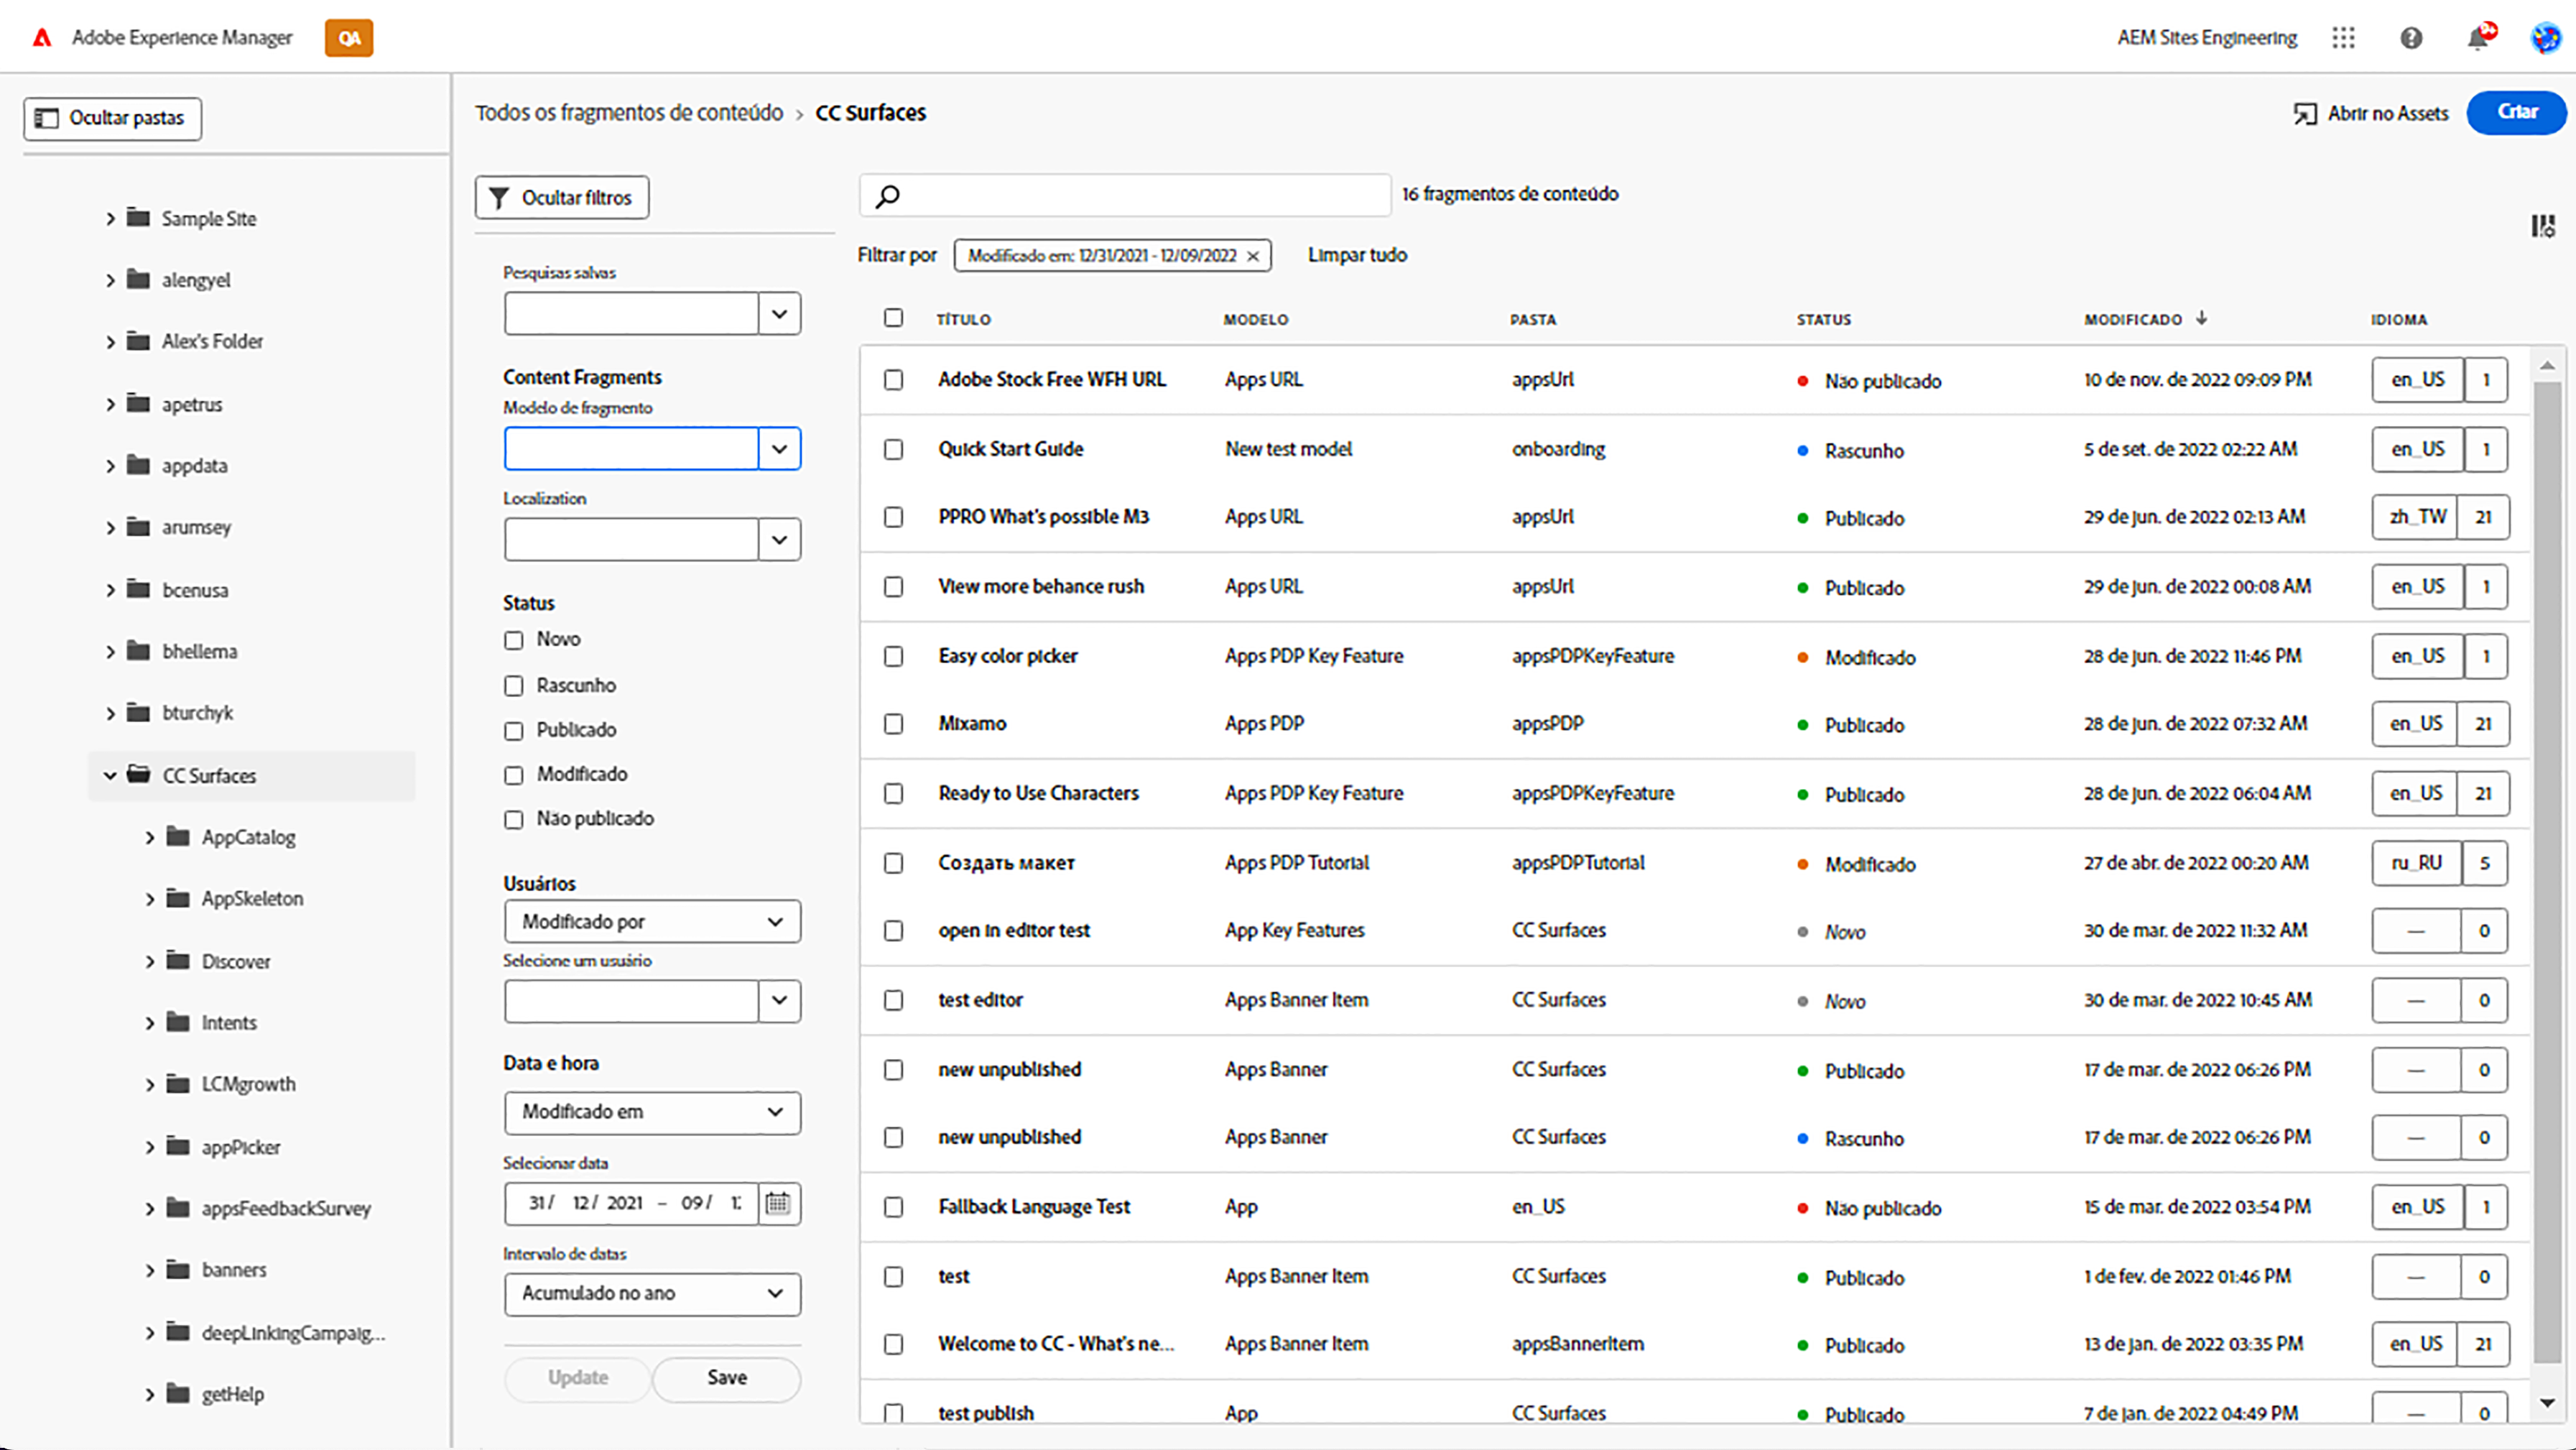 Adobe Experience Manager
QA
AEM Sites Engineering
9+
Ocultar pastas
Sample Site
alengyel
Alex's Folder
apetrus
appdata
arumsey
bcenusa
bhellema
bturchyk
CC Surfaces
AppCatalog
AppSkeleton
Discover
Intents
LCMgrowth
appPicker
appsFeedbackSurvey
banners
deepLinkingCampaig...
getHelp
Todos os fragmentos de conteúdo > CC Surfaces
Abrir no Assets
Criar
Ocultar filtros
Pesquisas salvas
Content Fragments
Modelo de fragmento
Localization
Status
Novo
Rascunho
Publicado
Modificado
Não publicado
Usuários
Modificado por
Selecione um usuário
Data e hora
Modificado em
Selecionar data
31/ 12/ 2021 – 09/
Intervalo de datas
Acumulado no ano
Update
Save
16 fragmentos de conteúdo
Filtrar por
Modificado em: 12/31/2021 - 12/09/2022 ×
Limpar tudo
TÍTULO MODELO PASTA STATUS MODIFICADO ↓ IDIOMA
Adobe Stock Free WFH URL Apps URL appsUrl Não publicado 10 de nov. de 2022 09:09 PM en_US 1
Quick Start Guide New test model onboarding Rascunho 5 de set. de 2022 02:22 AM en_US 1
PPRO What's possible M3 Apps URL appsUrl Publicado 29 de jun. de 2022 02:13 AM zh_TW 21
View more behance rush Apps URL appsUrl Publicado 29 de jun. de 2022 00:08 AM en_US 1
Easy color picker Apps PDP Key Feature appsPDPKeyFeature Modificado 28 de jun. de 2022 11:46 PM en_US 1
Mixamo Apps PDP appsPDP Publicado 28 de jun. de 2022 07:32 AM en_US 21
Ready to Use Characters Apps PDP Key Feature appsPDPKeyFeature Publicado 28 de jun. de 2022 06:04 AM en_US 21
Создать макет Apps PDP Tutorial appsPDPTutorial Modificado 27 de abr. de 2022 00:20 AM ru_RU 5
open in editor test App Key Features CC Surfaces Novo 30 de mar. de 2022 11:32 AM — 0
test editor Apps Banner Item CC Surfaces Novo 30 de mar. de 2022 10:45 AM — 0
new unpublished Apps Banner CC Surfaces Publicado 17 de mar. de 2022 06:26 PM — 0
new unpublished Apps Banner CC Surfaces Rascunho 17 de mar. de 2022 06:26 PM — 0
Fallback Language Test App en_US Não publicado 15 de mar. de 2022 03:54 PM en_US 1
test Apps Banner Item CC Surfaces Publicado 1 de fev. de 2022 01:46 PM — 0
Welcome to CC - What's ne... Apps Banner Item appsBannerItem Publicado 13 de jan. de 2022 03:35 PM en_US 21
test publish App CC Surfaces Publicado 7 de jan. de 2022 04:49 PM — 0